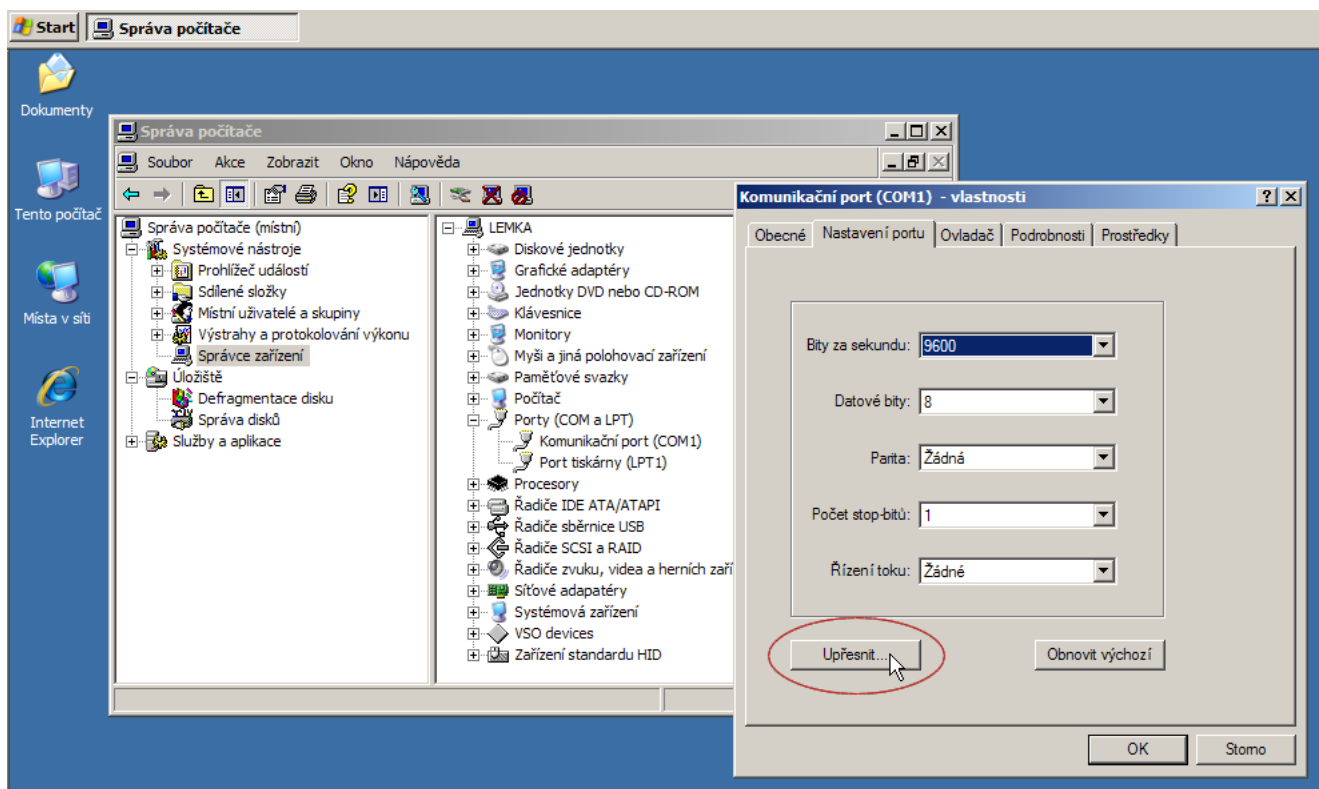 Start
Správa počítače
Dokumenty
Tento počítač
Místa v síti
Internet
Explorer
Správa počítače
Soubor Akce Zobrazit Okno Nápověda
Správa počítače (místní)
Systémové nástroje
Prohlížeč událostí
Sdílené složky
Místní uživatelé a skupiny
Výstrahy a protokolování výkonu
Správce zařízení
Úložiště
Defragmentace disku
Správa disků
Služby a aplikace
LEMKA
Diskové jednotky
Grafické adaptéry
Jednotky DVD nebo CD-ROM
Klávesnice
Monitory
Myši a jiná polohovací zařízení
Paměťové svazky
Počítač
Porty (COM a LPT)
Komunikační port (COM1)
Port tiskárny (LPT1)
Procesory
Řadiče IDE ATA/ATAPI
Řadiče sběrnice USB
Řadiče SCSI a RAID
Řadiče zvuku, videa a herních zaří
Síťové adapatéry
Systémová zařízení
VSO devices
Zařízení standardu HID
Komunikační port (COM1) - vlastnosti
Obecné Nastavení portu Ovladač Podrobnosti Prostředky
Bity za sekundu: 9600
Datové bity: 8
Parita: Žádná
Počet stop-bitů: 1
Řízení toku: Žádné
Upřesnit... Obnovit výchozí
OK Storno